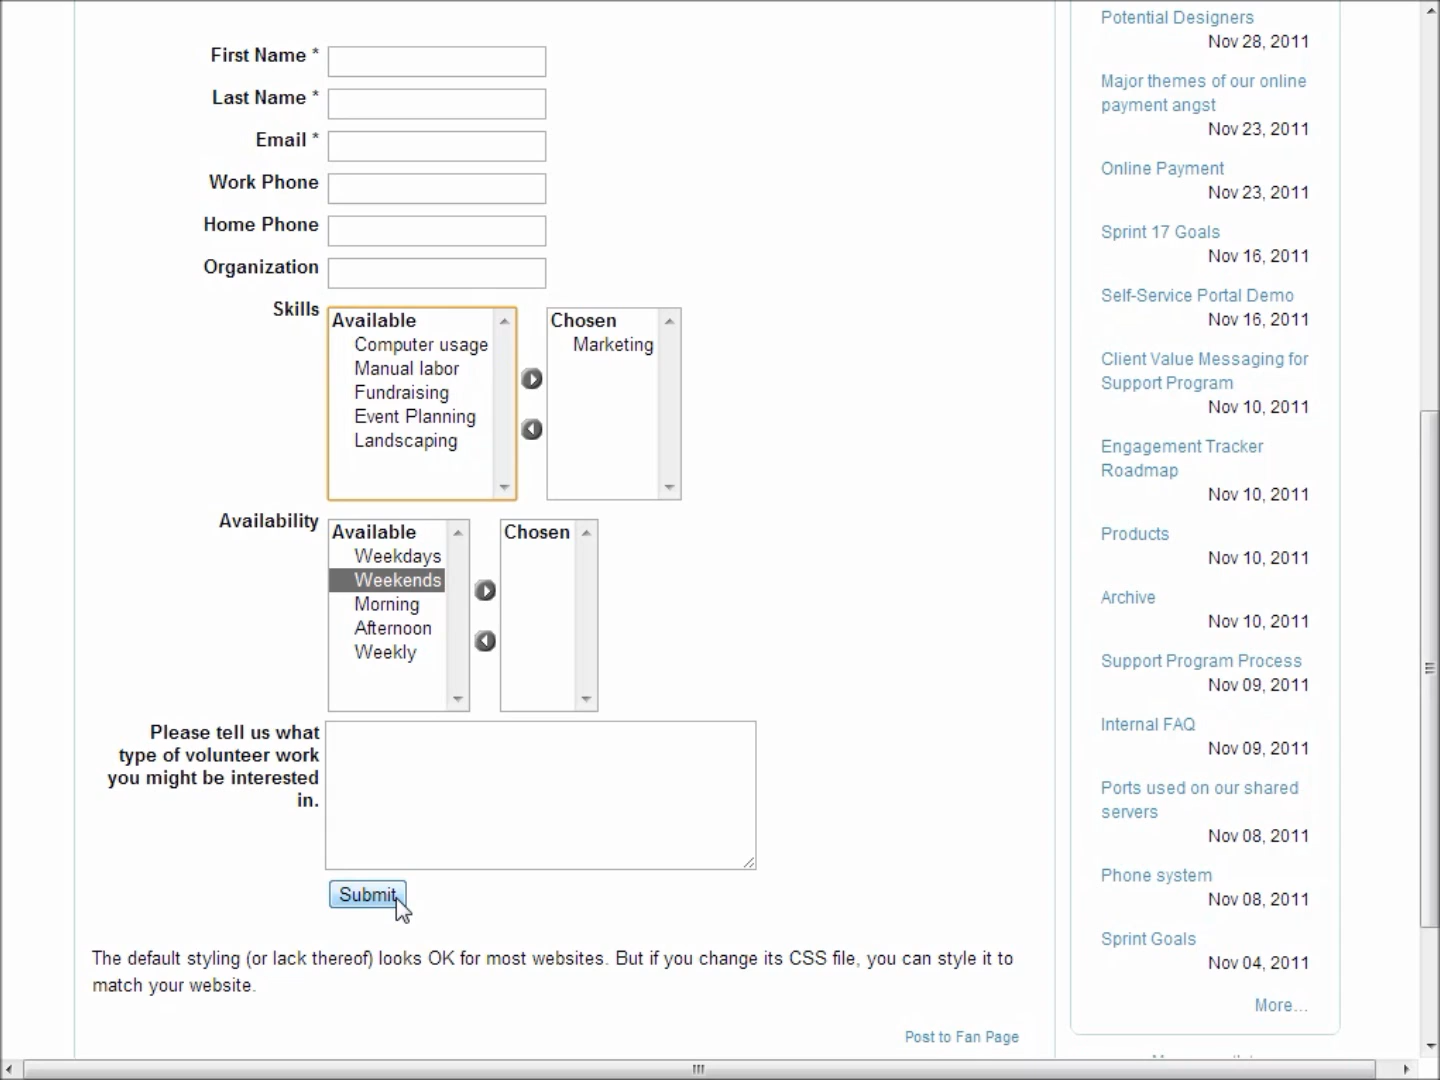 First Name *
Last Name *
Email *
Work Phone
Home Phone
Organization
Skills
Available
Computer usage
Manual labor
Fundraising
Event Planning
Landscaping
Chosen
Marketing
Availability
Available
Weekdays
Weekends
Morning
Afternoon
Weekly
Chosen
Please tell us what
type of volunteer work
you might be interested
in.
Submit
The default styling (or lack thereof) looks OK for most websites. But if you change its CSS file, you can style it to
match your website.
Post to Fan Page
Potential Designers
Nov 28, 2011
Major themes of our online
payment angst
Nov 23, 2011
Online Payment
Nov 23, 2011
Sprint 17 Goals
Nov 16, 2011
Self-Service Portal Demo
Nov 16, 2011
Client Value Messaging for
Support Program
Nov 10, 2011
Engagement Tracker
Roadmap
Nov 10, 2011
Products
Nov 10, 2011
Archive
Nov 10, 2011
Support Program Process
Nov 09, 2011
Internal FAQ
Nov 09, 2011
Ports used on our shared
servers
Nov 08, 2011
Phone system
Nov 08, 2011
Sprint Goals
Nov 04, 2011
More...